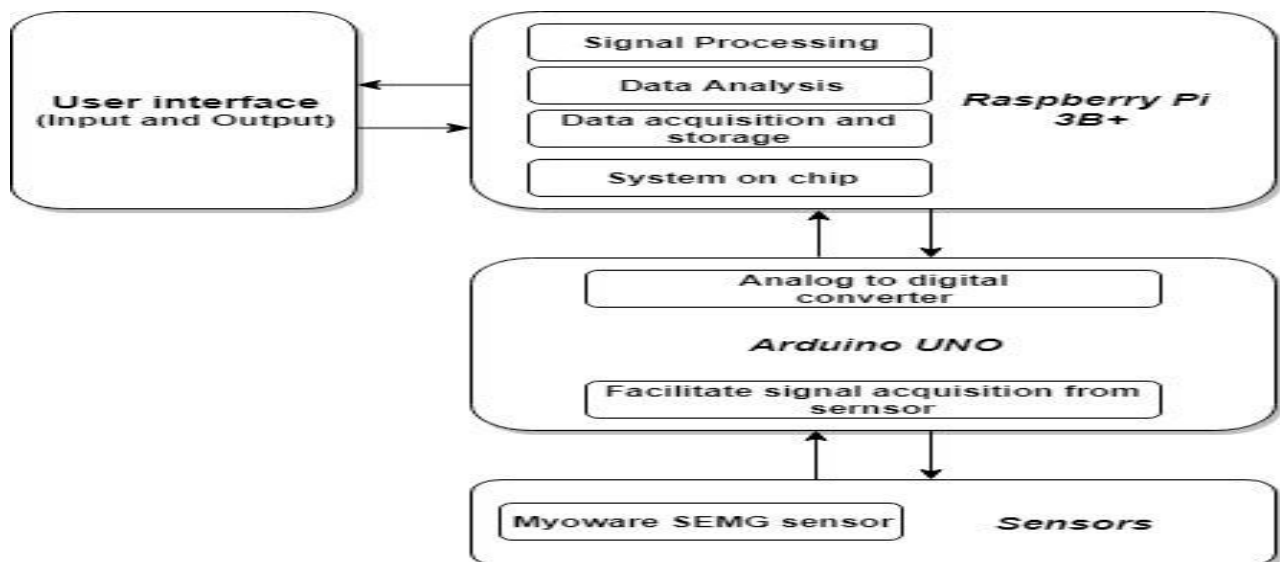 User interface
(Input and Output)
Signal Processing
Data Analysis
Data acquisition and
storage
System on chip
Raspberry Pi
3B+
Analog to digital
converter
Arduino UNO
Facilitate signal acquisition from
sernsor
Myoware SEMG sensor
Sensors